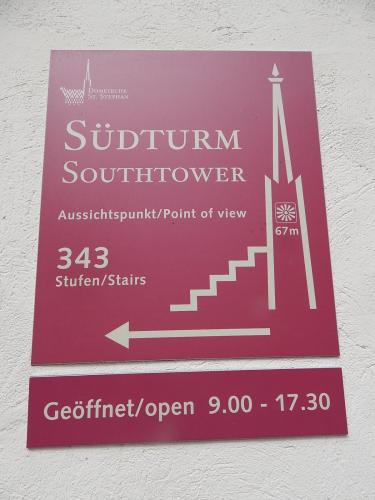 Domkirche
St. Stephan
Südturm
Southtower
Aussichtspunkt/Point of view
67m
343
Stufen/Stairs
Geöffnet/open 9.00 - 17.30